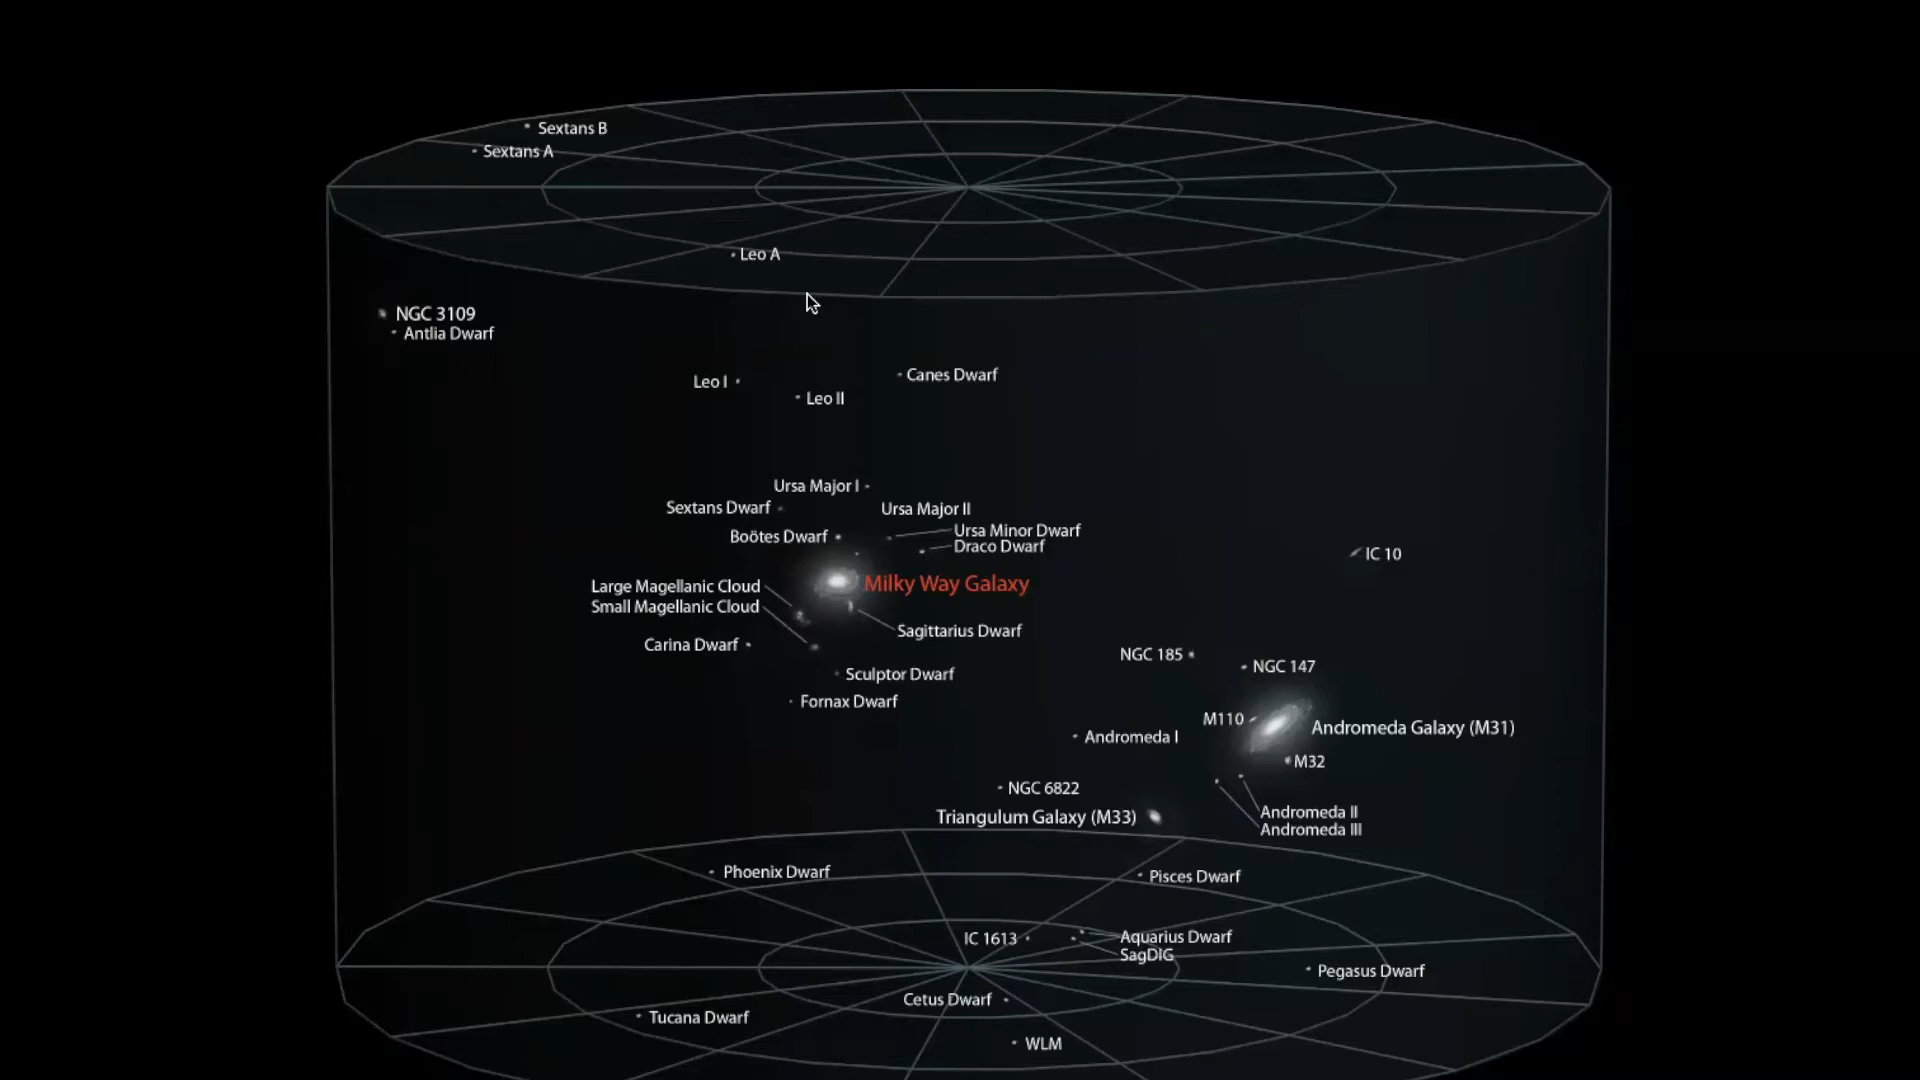 Sextans B
Sextans A
Leo A
NGC 3109
Antlia Dwarf
Canes Dwarf
Leo I
Leo II
Ursa Major I
Sextans Dwarf
Ursa Major II
Ursa Minor Dwarf
Boötes Dwarf
Draco Dwarf
IC 10
Milky Way Galaxy
Large Magellanic Cloud
Small Magellanic Cloud
Sagittarius Dwarf
Carina Dwarf
NGC 185
NGC 147
Sculptor Dwarf
Fornax Dwarf
M110
Andromeda Galaxy (M31)
Andromeda I
M32
NGC 6822
Andromeda II
Triangulum Galaxy (M33)
Andromeda III
Phoenix Dwarf
Pisces Dwarf
IC 1613
Aquarius Dwarf
SagDIG
Pegasus Dwarf
Cetus Dwarf
Tucana Dwarf
WLM